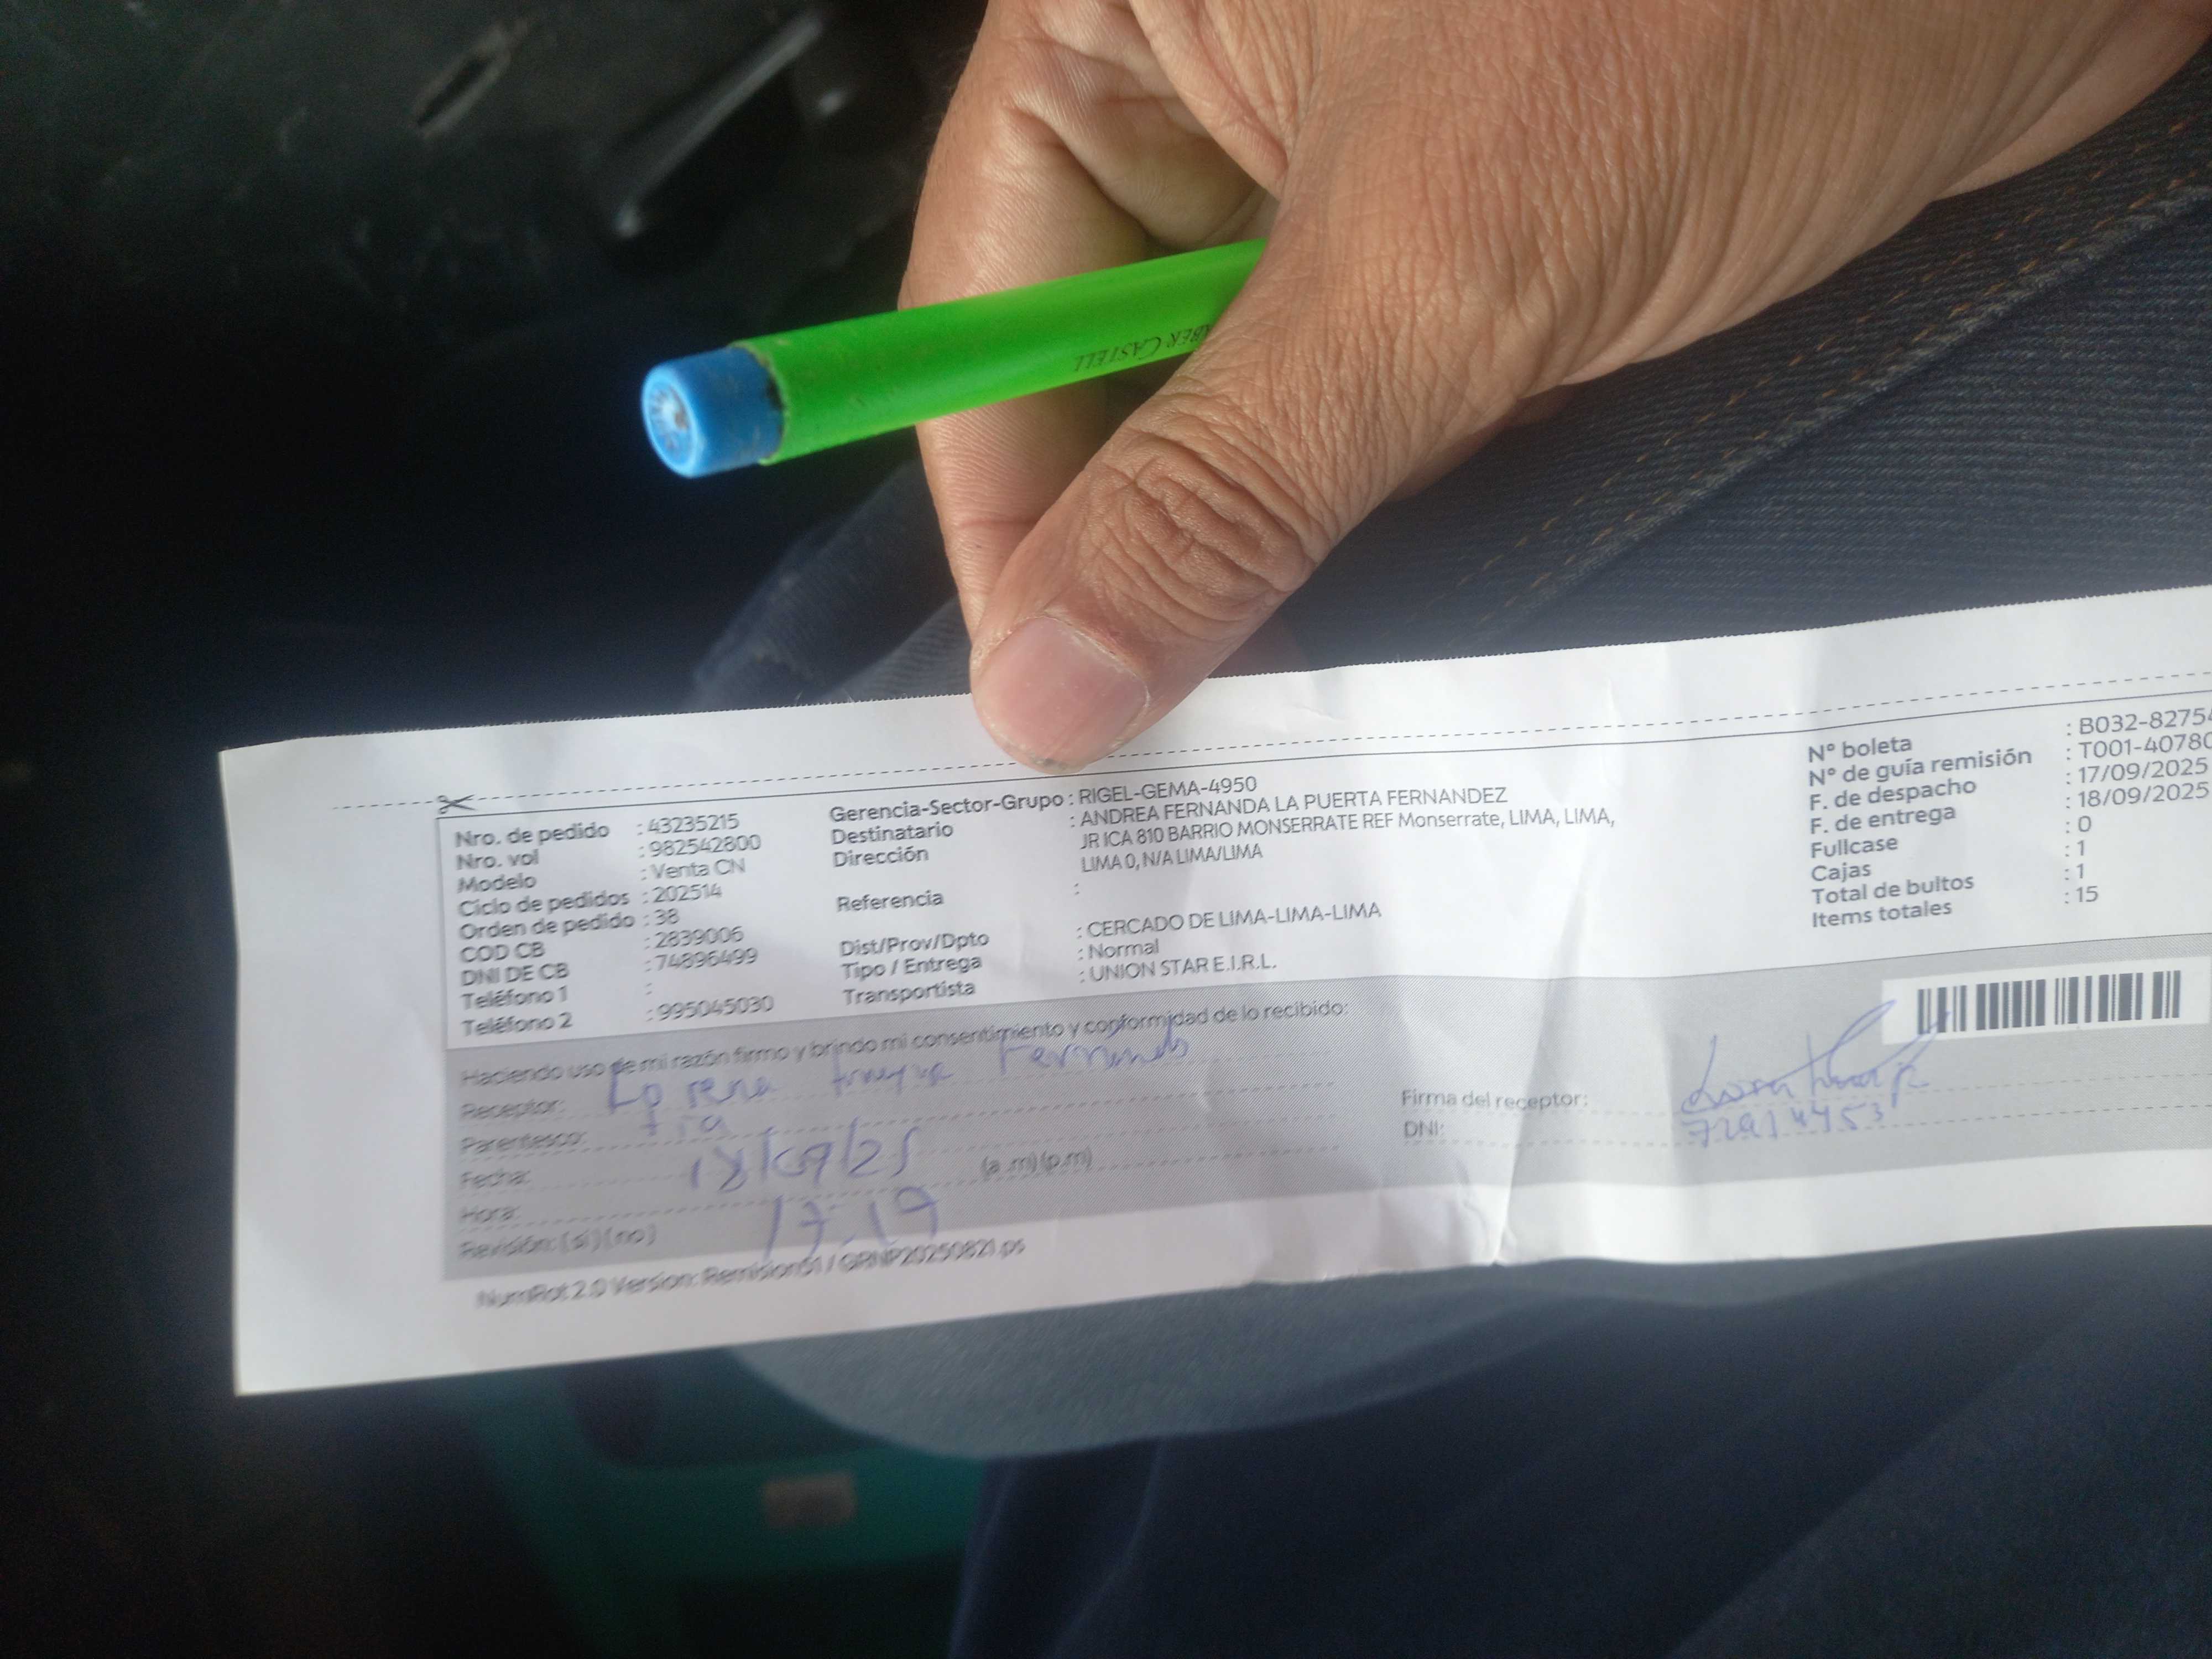 BER CASTELL
Nro. de pedido : 43235215
Nro. vol : 982542800
Modelo : Venta CN
Ciclo de pedidos : 202514
Orden de pedido : 38
COD CB : 2839006
DNI DE CB : 74896499
Teléfono 1 :
Teléfono 2 : 995045030
Gerencia-Sector-Grupo : RIGEL-GEMA-4950
Destinatario : ANDREA FERNANDA LA PUERTA FERNANDEZ
Dirección JR ICA 810 BARRIO MONSERRATE REF Monserrate, LIMA, LIMA,
LIMA 0, N/A LIMA/LIMA
Referencia :
Dist/Prov/Dpto : CERCADO DE LIMA-LIMA-LIMA
Tipo / Entrega : Normal
Transportista : UNION STAR E.I.R.L.
N° boleta : B032-8275
N° de guía remisión : T001-40780
F. de despacho : 17/09/2025
F. de entrega : 18/09/2025
Fullcase : 0
Cajas : 1
Total de bultos : 1
Items totales : 15
Haciendo uso de mi razón firmo y brindo mi consentimiento y conformidad de lo recibido:
Receptor: Lorena
Parentesco: tia
Fecha: 18/09/25
Hora: 17:19 (a.m) (p.m)
Revisión: (si) (no)
Firma del receptor:
DNI: 72914453
NumRot 2.0 Version: Remision51 / QRNP20250821.ps